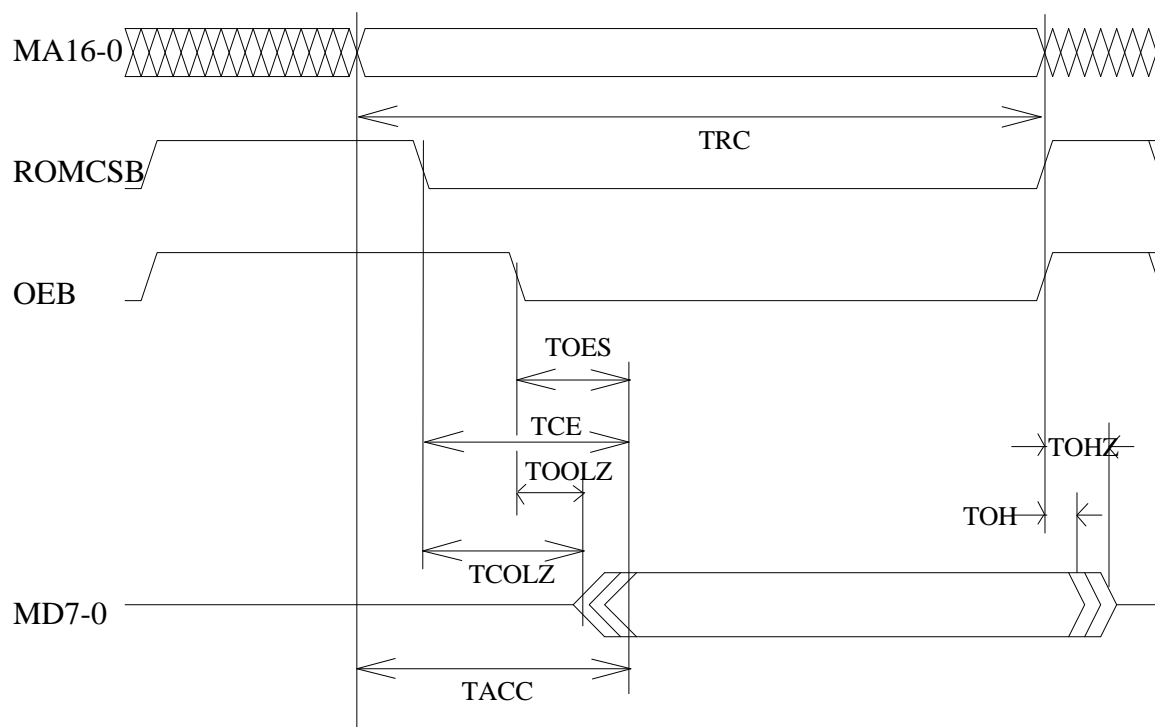 MA16-0
TRC
ROMCSB
OEB
TOES
TCE
TOHZ
TOOLZ
TOH
TCOLZ
MD7-0
TACC